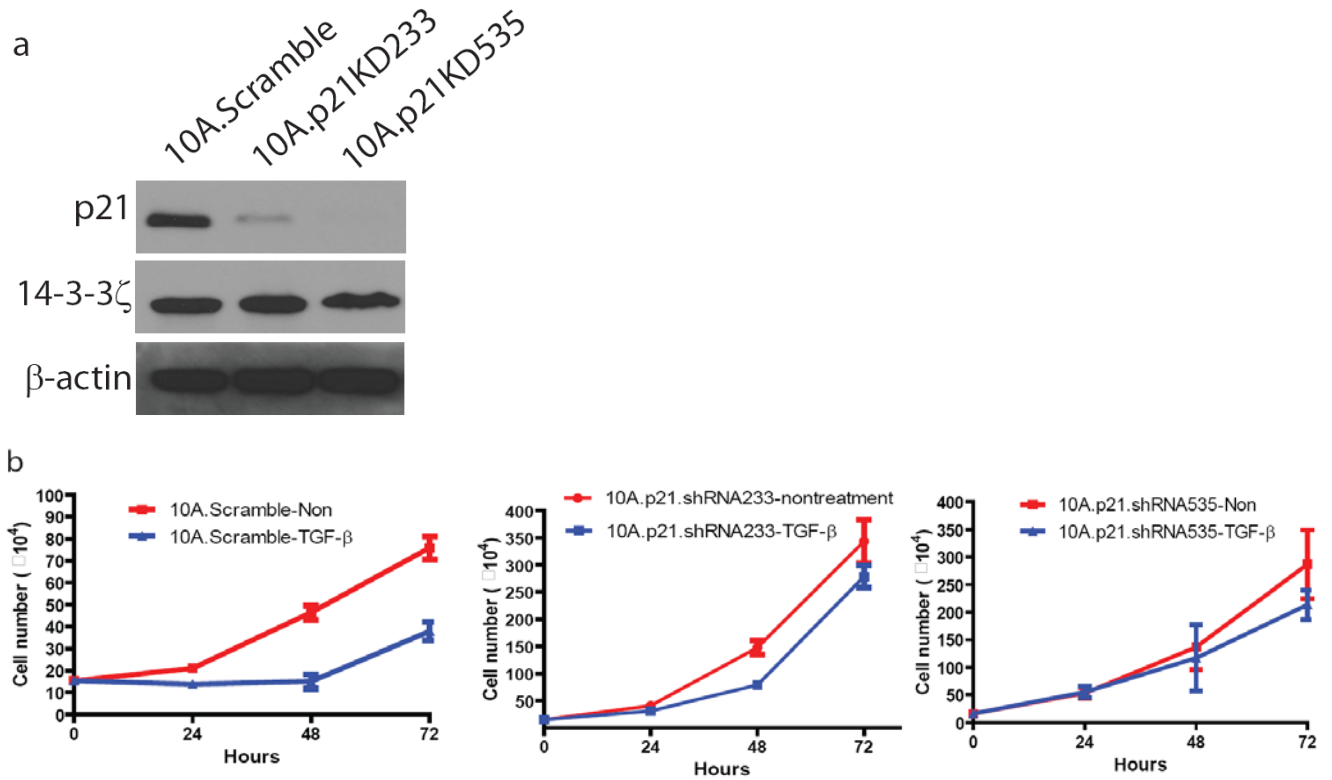 a
10A.Scramble
10A.p21KD233
10A.p21KD535
p21
14-3-3ζ
β-actin
b
10A.Scramble-Non
10A.Scramble-TGF-β
Cell number ( □10⁴)
100
90
80
70
60
50
40
30
20
10
0
0 24 48 72
Hours
10A.p21.shRNA233-nontreatment
10A.p21.shRNA233-TGF-β
Cell number ( □10⁴)
400
350
300
250
200
150
100
50
0 24 48 72
Hours
10A.p21.shRNA535-Non
10A.p21.shRNA535-TGF-β
Cell number ( □10⁴)
400
350
300
250
200
150
100
50
0
0 24 48 72
Hours